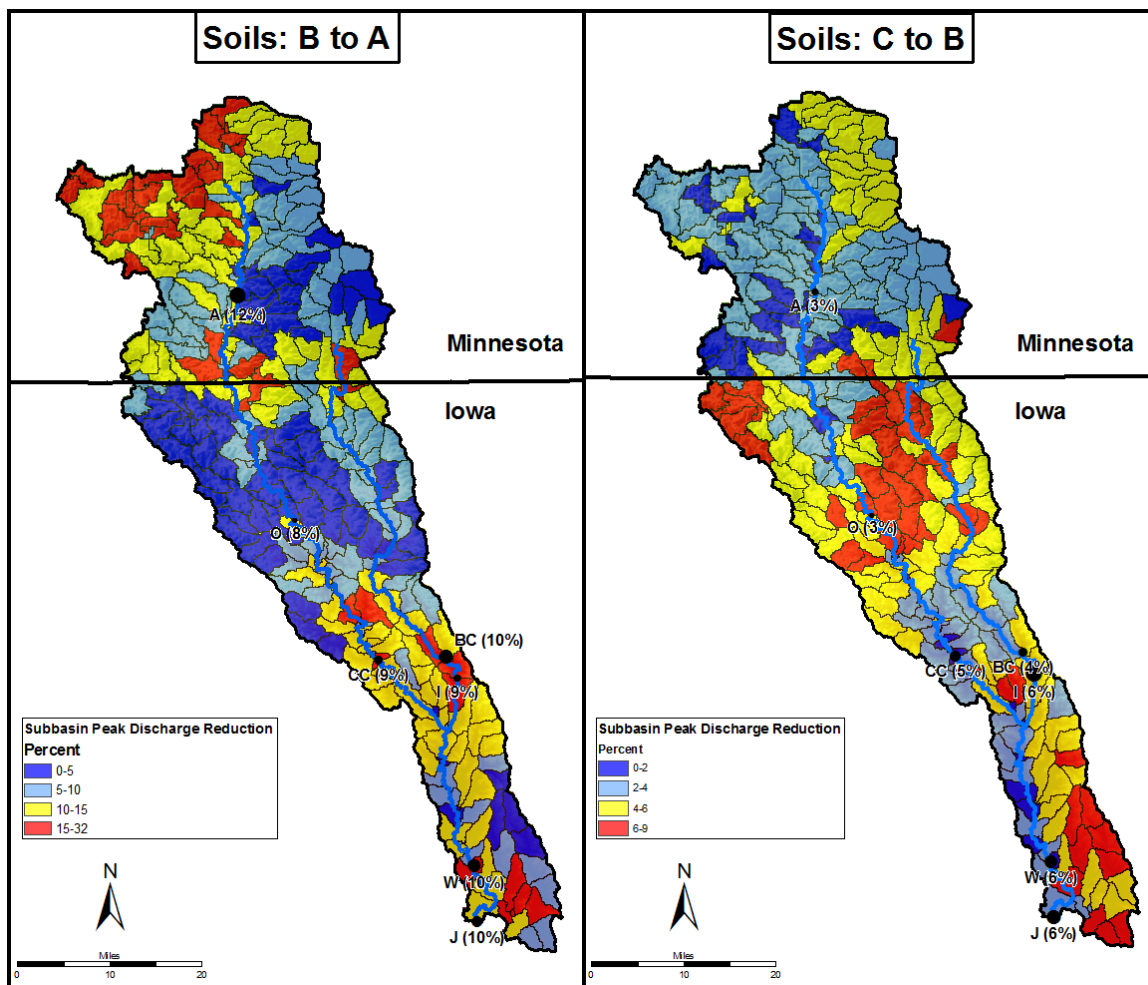 Soils: B to A
A (12%)
Minnesota
Iowa
O (8%)
BC (10%)
CC (9%)
I (9%)
Subbasin Peak Discharge Reduction
Percent
0-5
5-10
10-15
15-32
N
W (10%)
J (10%)
Miles
0 10 20
Soils: C to B
A (3%)
Minnesota
Iowa
O (3%)
BC (4%)
CC (5%)
I (6%)
Subbasin Peak Discharge Reduction
Percent
0-2
2-4
4-6
6-9
N
W (6%)
J (6%)
Miles
0 10 20